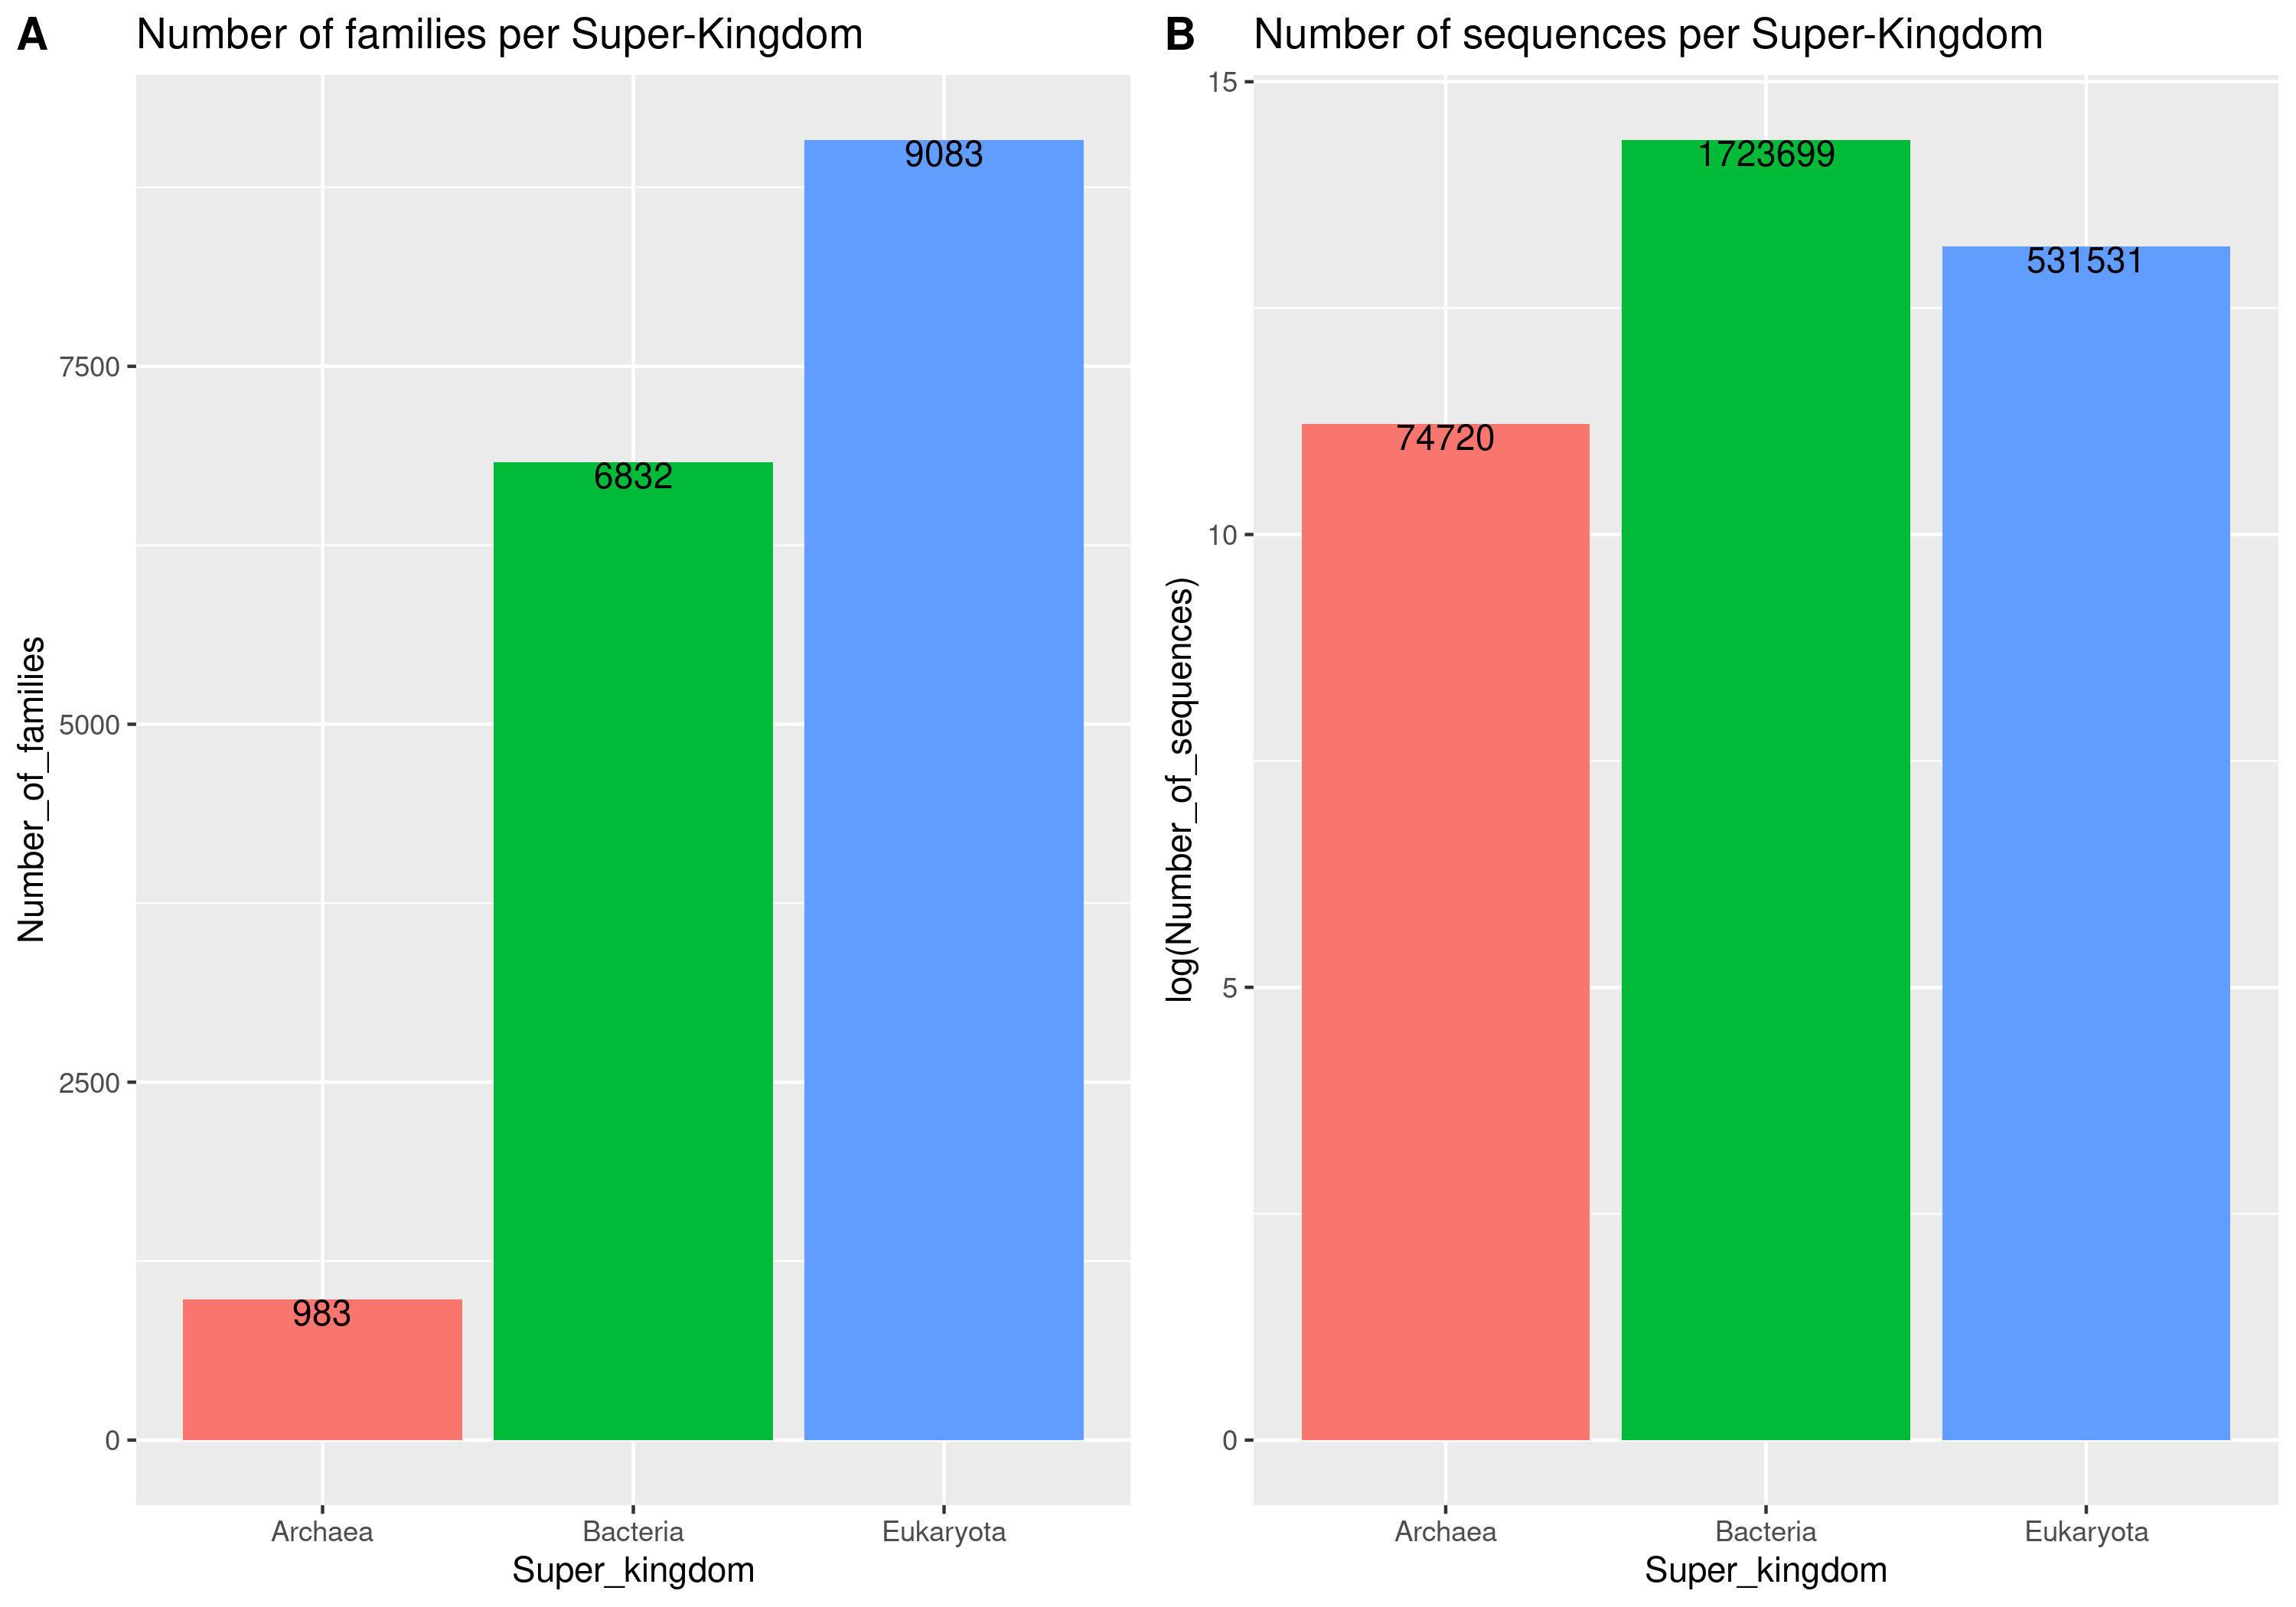 A
Number of families per Super-Kingdom
Number_of_families
7500
5000
2500
0
9083
6832
983
Archaea
Bacteria
Eukaryota
Super_kingdom
B
Number of sequences per Super-Kingdom
log(Number_of_sequences)
15
10
5
0
1723699
531531
74720
Archaea
Bacteria
Eukaryota
Super_kingdom